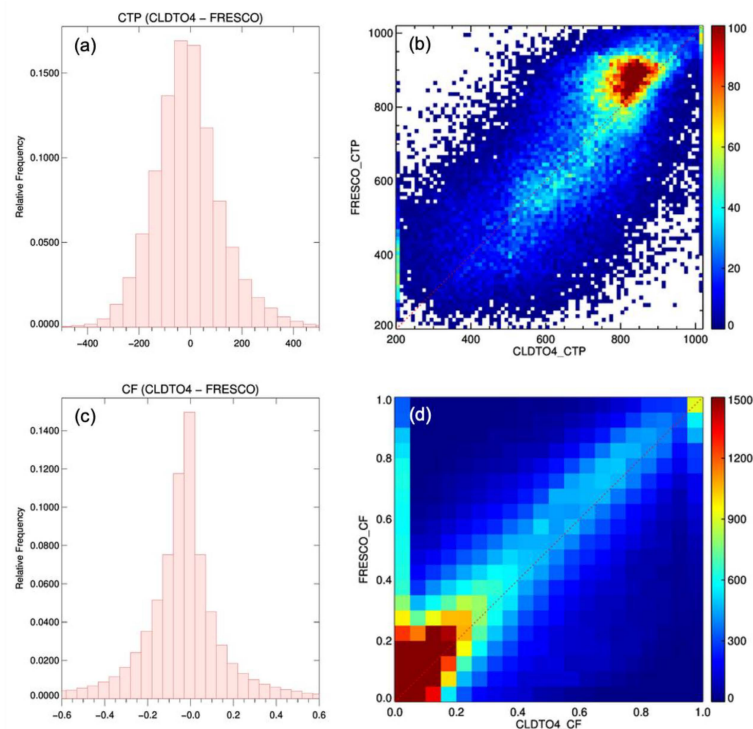 CTP (CLDTO4 – FRESCO)
(a)
0.1500
0.1000
0.0500
0.0000
Relative Frequency
−400 −200 0 200 400
(b)
1000
800
600
400
200
FRESCO_CTP
200 400 600 800 1000
CLDTO4_CTP
100
80
60
40
20
0
CF (CLDTO4 – FRESCO)
(c)
0.1400
0.1200
0.1000
0.0800
0.0600
0.0400
0.0200
0.0000
Relative Frequency
−0.6 −0.4 −0.2 −0.0 0.2 0.4 0.6
(d)
1.0
0.8
0.6
0.4
0.2
0.0
FRESCO_CF
0.0 0.2 0.4 0.6 0.8 1.0
CLDTO4_CF
1500
1200
900
600
300
0